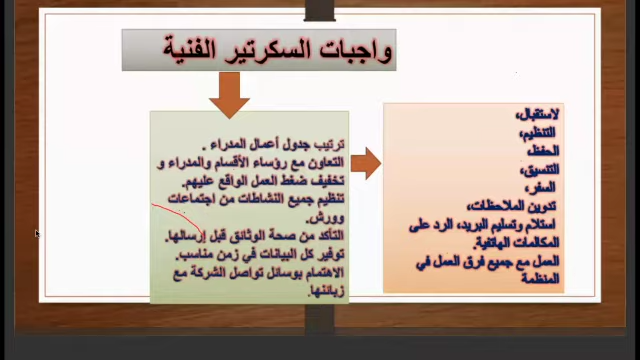 واجبات السكرتير الفنية
ترتيب جدول أعمال المدراء .
التعاون مع رؤساء الأقسام والمدراء و
تخفيف ضغط العمل الواقع عليهم.
تنظيم جميع النشاطات من اجتماعات
وورش.
التأكد من صحة الوثائق قبل إرسالها.
توفير كل البيانات في زمن مناسب.
الاهتمام بوسائل تواصل الشركة مع
زبائنها.
لاستقبال،
التنظيم،
الحفظ،
التنسيق،
السفر،
تدوين الملاحظات،
استلام وتسليم البريد، الرد على
المكالمات الهاتفية.
العمل مع جميع فرق العمل في
المنظمة